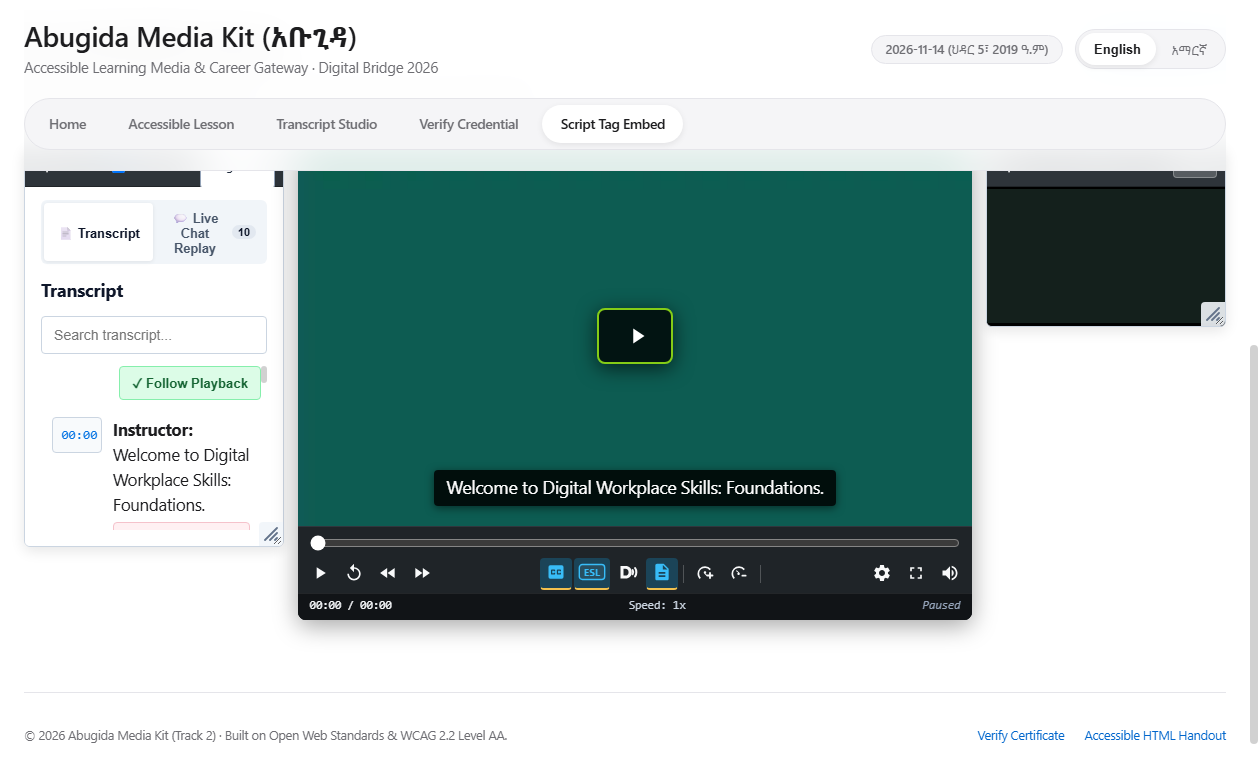 Abugida Media Kit (አቡጊዳ)
Accessible Learning Media & Career Gateway · Digital Bridge 2026
2026-11-14 (ህዳር 5፣ 2019 ዓ.ም)
English
አማርኛ
Home
Accessible Lesson
Transcript Studio
Verify Credential
Script Tag Embed
Transcript
Live
Chat
Replay
10
Transcript
Search transcript...
✓ Follow Playback
00:00
Instructor:
Welcome to Digital
Workplace Skills:
Foundations.
Welcome to Digital Workplace Skills: Foundations.
CC
ESL
D
00:00 / 00:00
Speed: 1x
Paused
© 2026 Abugida Media Kit (Track 2) · Built on Open Web Standards & WCAG 2.2 Level AA.
Verify Certificate
Accessible HTML Handout